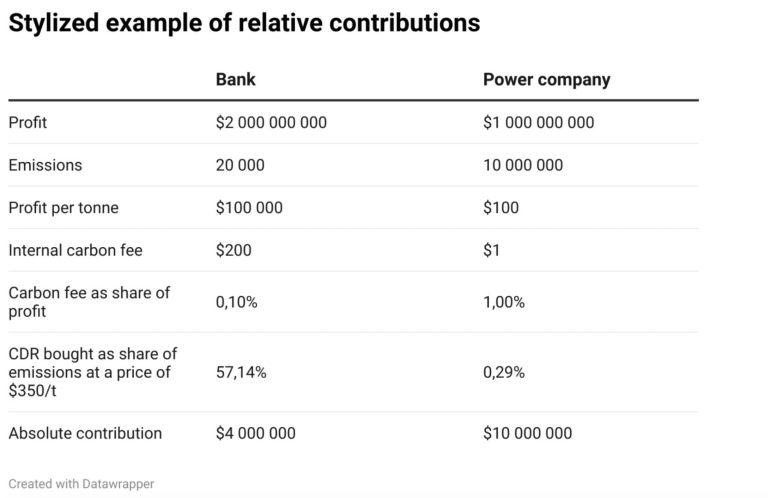 Stylized example of relative contributions
Bank Power company
Profit $2 000 000 000 $1 000 000 000
Emissions 20 000 10 000 000
Profit per tonne $100 000 $100
Internal carbon fee $200 $1
Carbon fee as share of
profit 0,10% 1,00%
CDR bought as share of
emissions at a price of 57,14% 0,29%
$350/t
Absolute contribution $4 000 000 $10 000 000
Created with Datawrapper